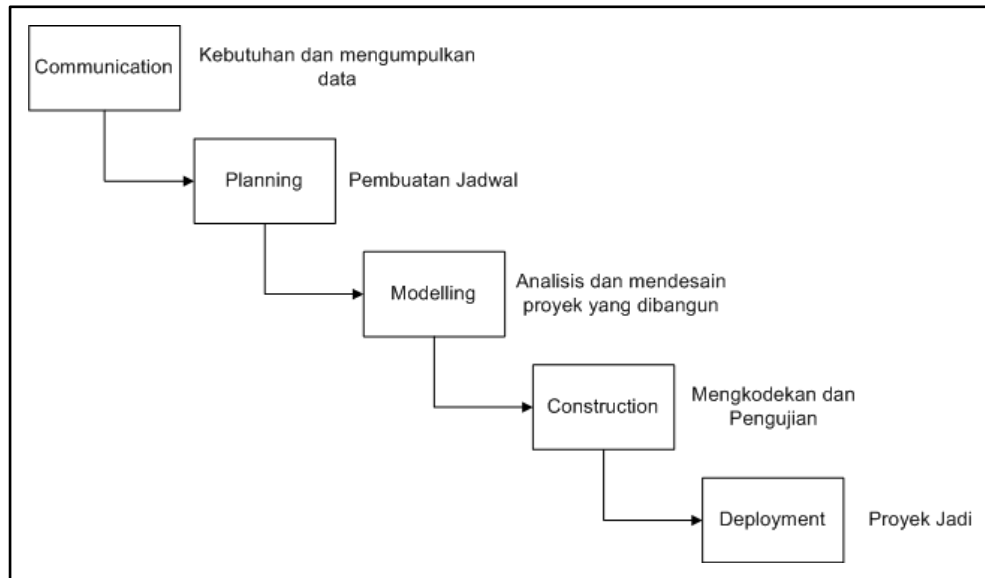 Communication
Kebutuhan dan mengumpulkan
data
Planning
Pembuatan Jadwal
Modelling
Analisis dan mendesain
proyek yang dibangun
Construction
Mengkodekan dan
Pengujian
Deployment
Proyek Jadi